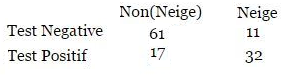 Non(Neige) Neige
Test Negative 61 11
Test Positif 17 32